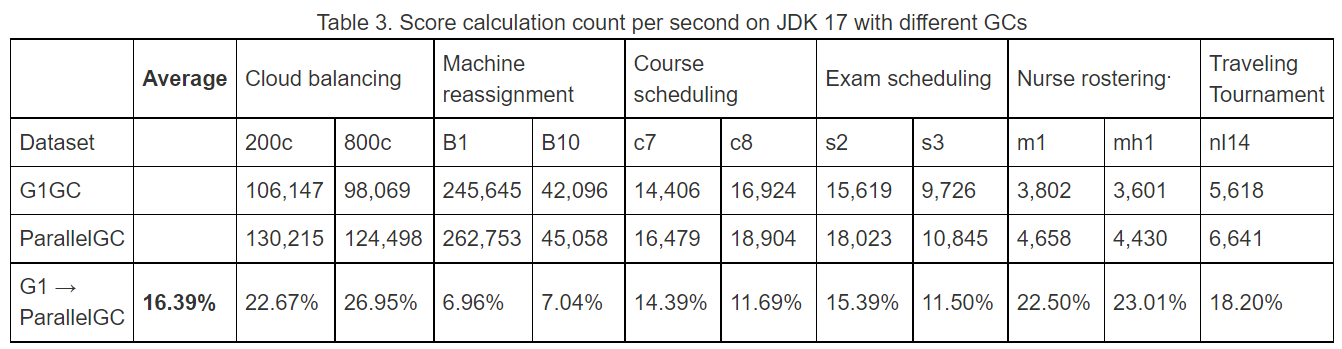 Table 3. Score calculation count per second on JDK 17 with different GCs
Average Cloud balancing Machine reassignment Course scheduling Exam scheduling Nurse rostering· Traveling Tournament
Dataset 200c 800c B1 B10 c7 c8 s2 s3 m1 mh1 nl14
G1GC 106,147 98,069 245,645 42,096 14,406 16,924 15,619 9,726 3,802 3,601 5,618
ParallelGC 130,215 124,498 262,753 45,058 16,479 18,904 18,023 10,845 4,658 4,430 6,641
G1 → ParallelGC 16.39% 22.67% 26.95% 6.96% 7.04% 14.39% 11.69% 15.39% 11.50% 22.50% 23.01% 18.20%